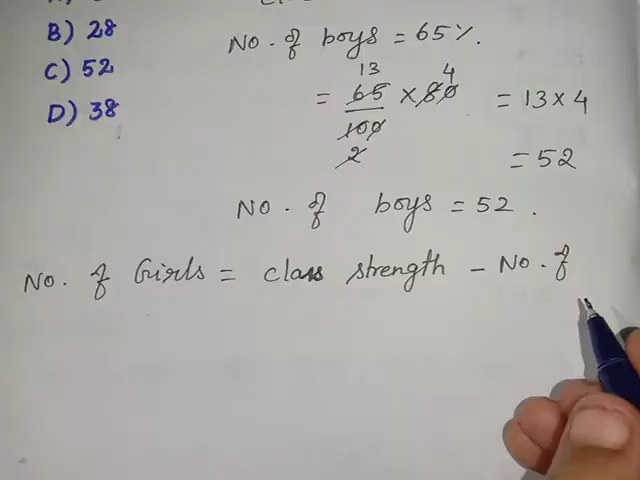 B) 28
No. of boys = 65%.
C) 52
13 4
= 65/100 × 80 = 13 × 4
D) 38
2
= 52
No. of boys = 52.
No. of Girls = class strength - No. of